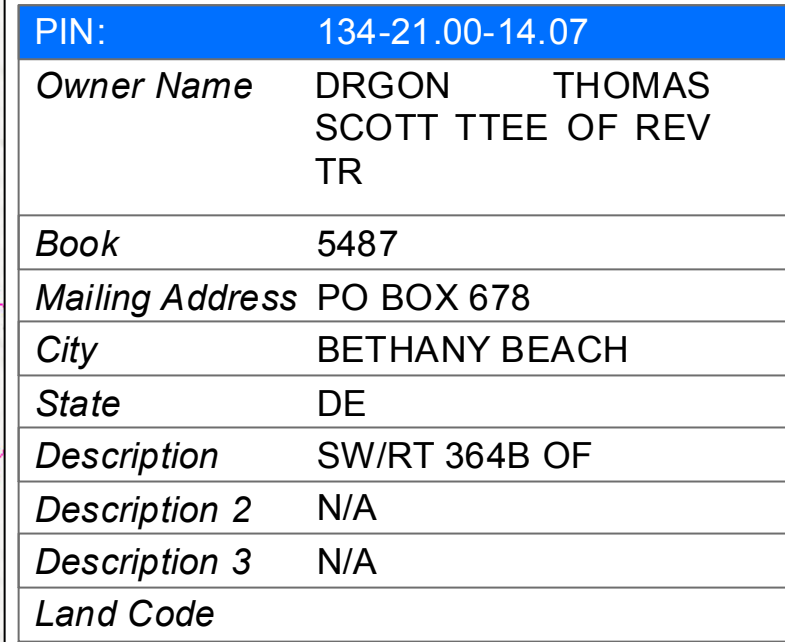 PIN: 134-21.00-14.07
Owner Name DRGON THOMAS
SCOTT TTEE OF REV
TR
Book 5487
Mailing Address PO BOX 678
City BETHANY BEACH
State DE
Description SW/RT 364B OF
Description 2 N/A
Description 3 N/A
Land Code